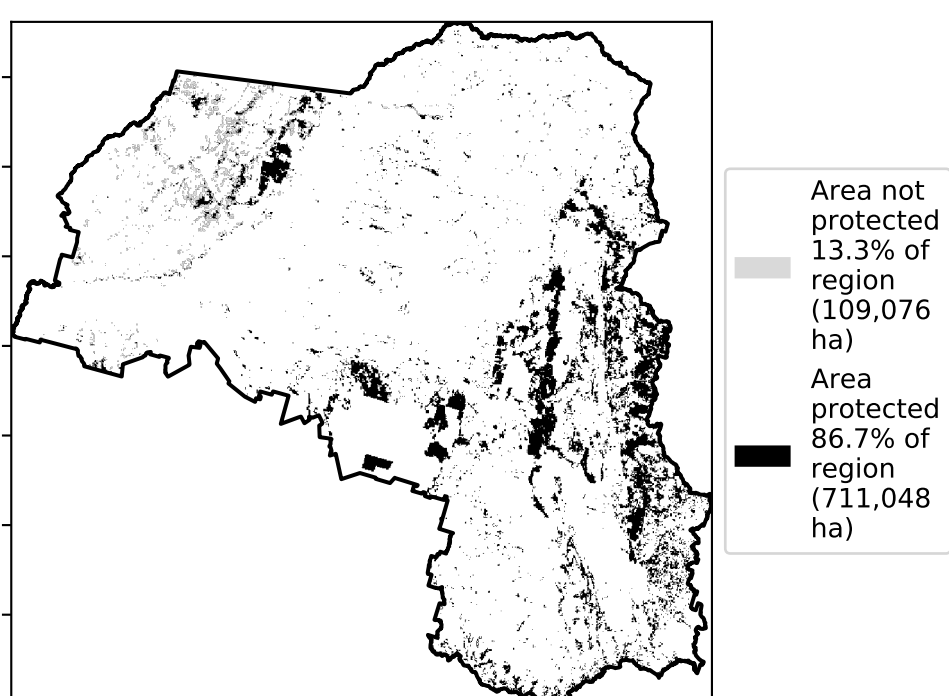 Area not
protected
13.3% of
region
(109,076
ha)
Area
protected
86.7% of
region
(711,048
ha)